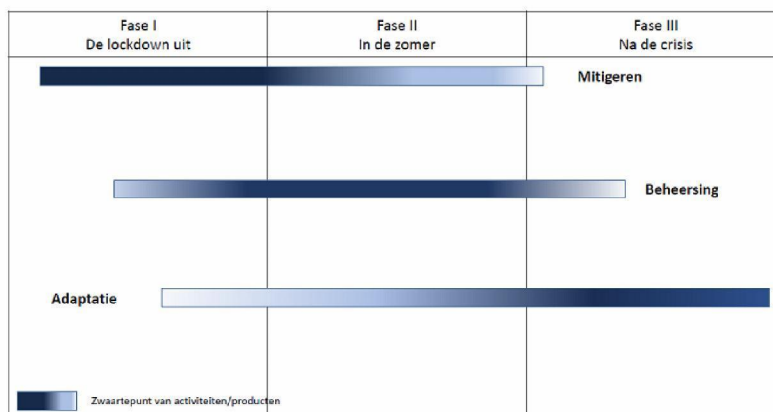 Fase I
De lockdown uit
Fase II
In de zomer
Fase III
Na de crisis
Mitigeren
Beheersing
Adaptatie
Zwaartepunt van activiteiten/producten